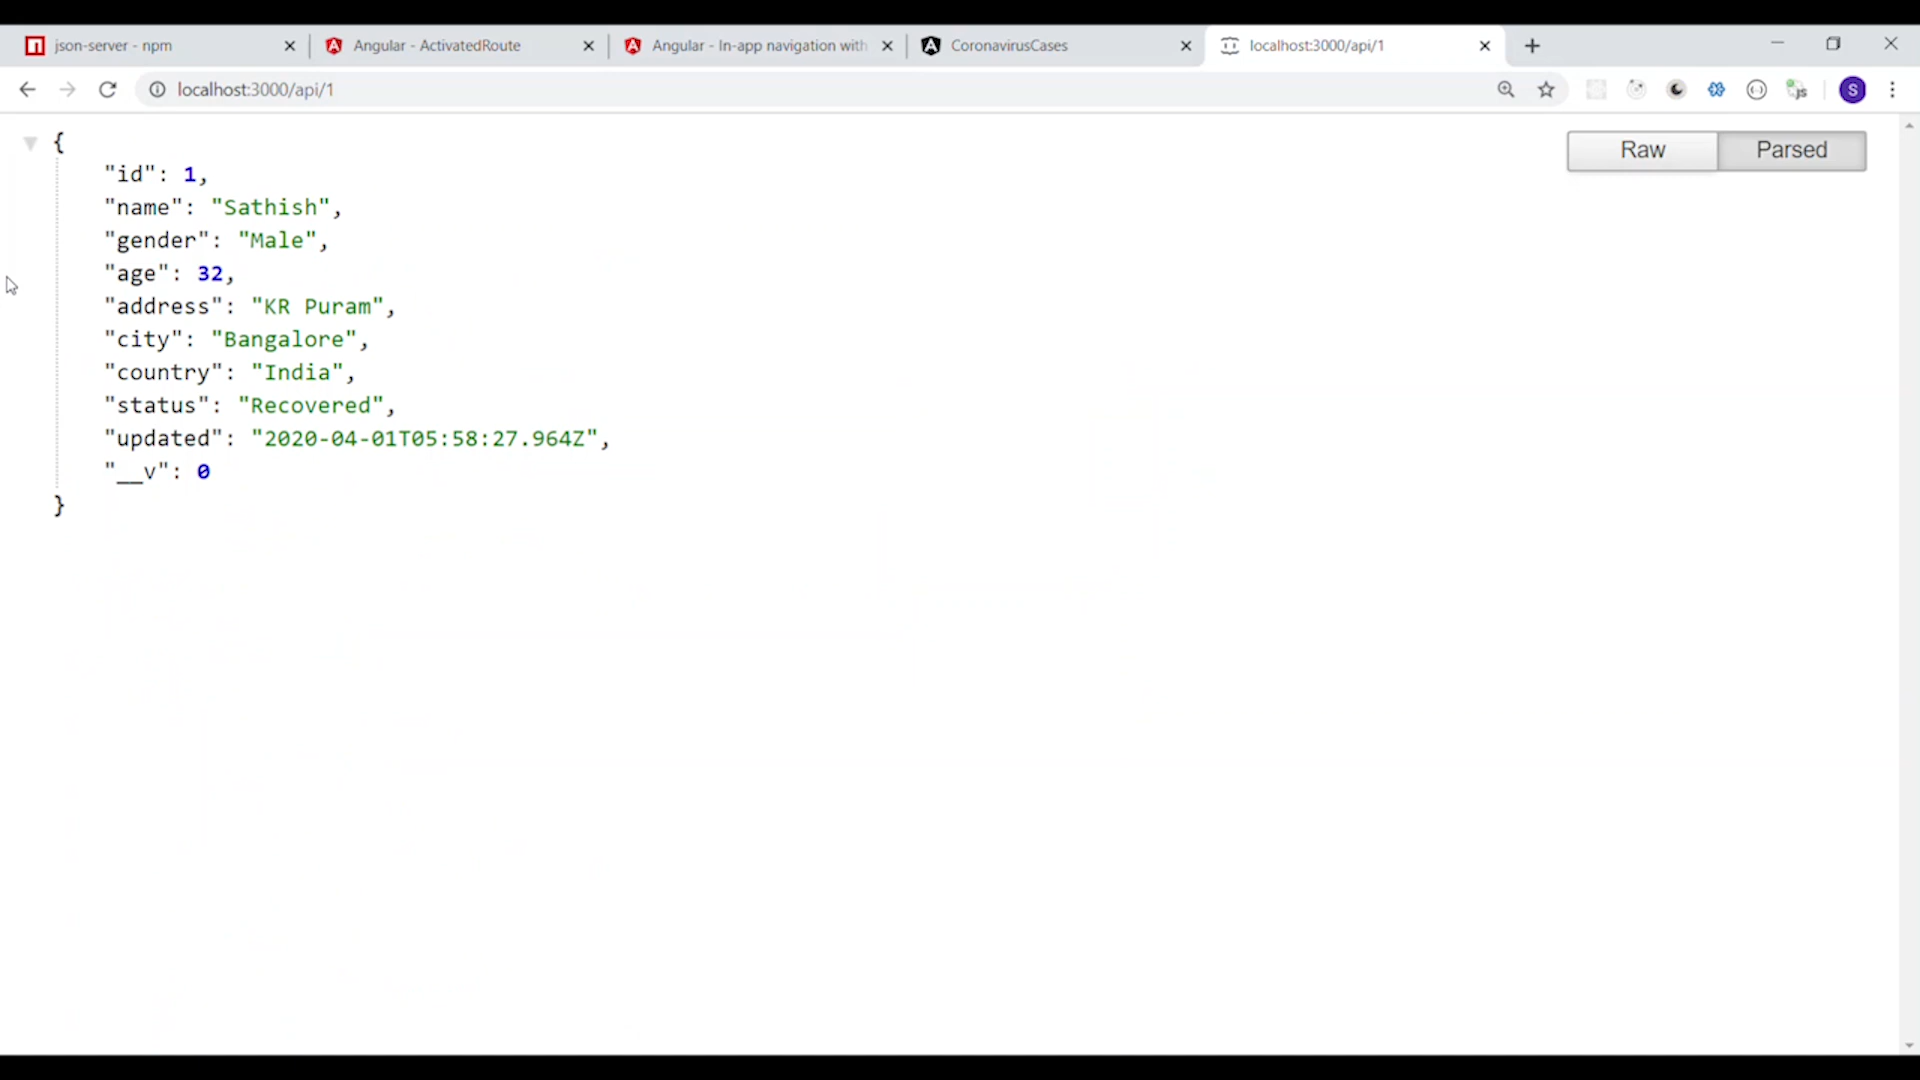 json-server - npm
Angular - ActivatedRoute
Angular - In-app navigation with
CoronavirusCases
localhost:3000/api/1
localhost:3000/api/1
JS
S
Raw
Parsed
{
"id": 1,
"name": "Sathish",
"gender": "Male",
"age": 32,
"address": "KR Puram",
"city": "Bangalore",
"country": "India",
"status": "Recovered",
"updated": "2020-04-01T05:58:27.964Z",
"__v": 0
}